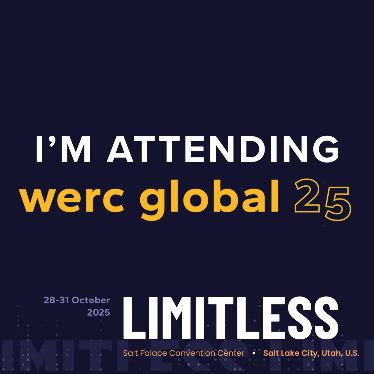 I'M ATTENDING
werc global 25
28-31 October
2025
LIMITLESS
Salt Palace Convention Center • Salt Lake City, Utah, U.S.